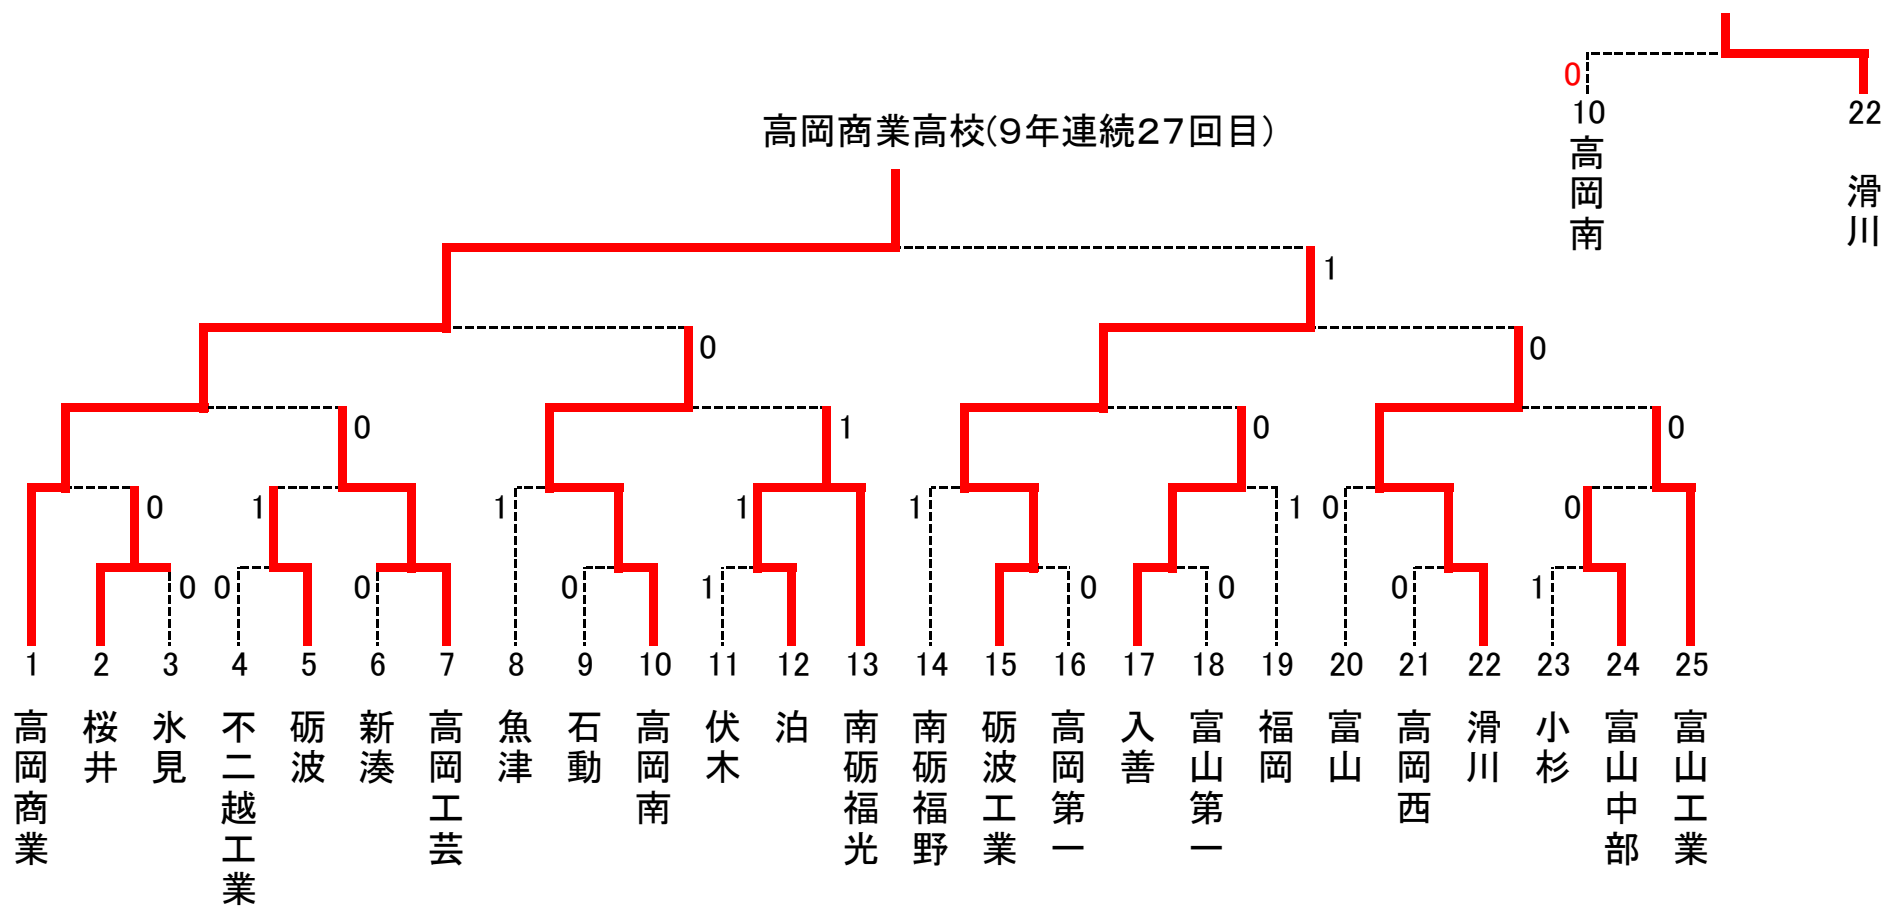 0
10
22
高岡南
滑川
高岡商業高校(9年連続27回目)
1
0
0
0
1
0
0
0
1
1
1
1
1
0
0
0
0
0
0
1
0
0
0
1
1 2 3 4 5 6 7 8 9 10 11 12 13 14 15 16 17 18 19 20 21 22 23 24 25
高岡商業
桜井
氷見
不二越工業
砺波
新湊
高岡工芸
魚津
石動
高岡南
伏木
泊
南砺福光
南砺福野
砺波工業
高岡第一
入善
富山第一
福岡
富山
高岡西
滑川
小杉
富山中部
富山工業